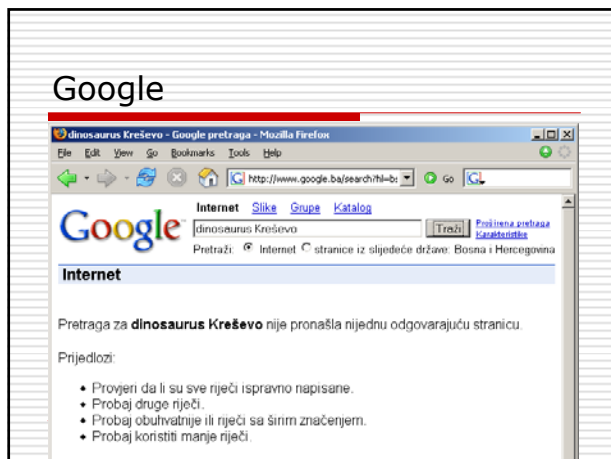 Google
dinosaurus Kreševo - Google pretraga - Mozilla Firefox
File Edit View Go Bookmarks Tools Help
http://www.google.ba/search?hl=bs Go
Internet Slike Grupe Katalog
Google
dinosaurus Kreševo Traži Proširena pretraga
Karakteristike
Pretraži: Internet stranice iz slijedeće države: Bosna i Hercegovina
Internet
Pretraga za dinosaurus Kreševo nije pronašla nijednu odgovarajuću stranicu.
Prijedlozi:
• Provjeri da li su sve riječi ispravno napisane.
• Probaj druge riječi.
• Probaj obuhvatnije ili riječi sa širim značenjem.
• Probaj koristiti manje riječi.